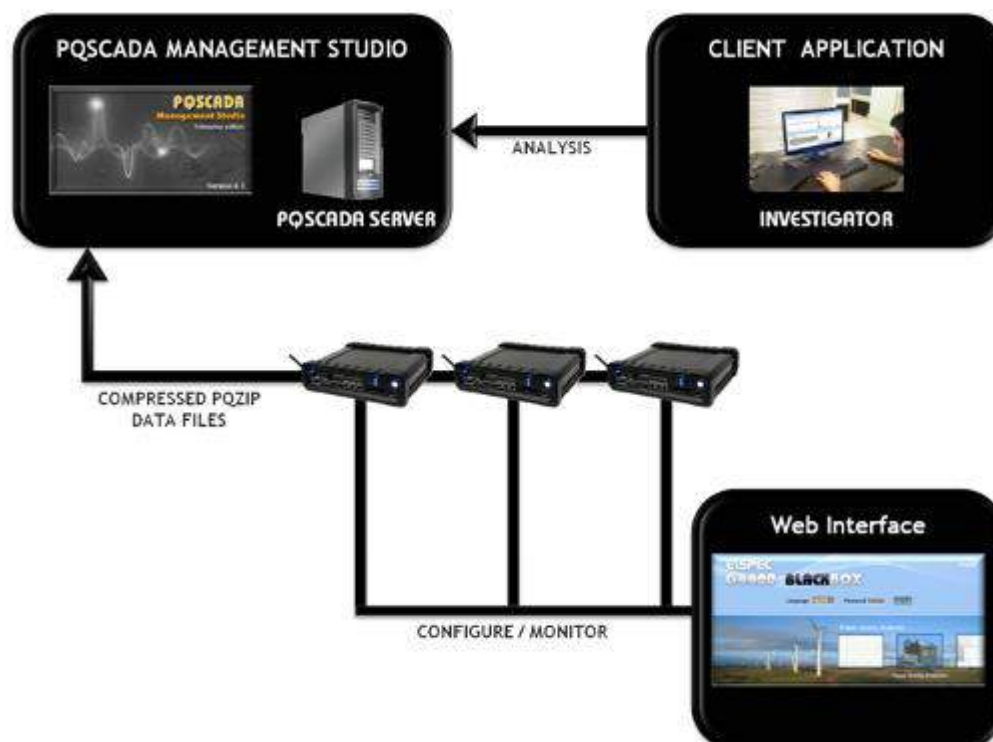 PQSCADA MANAGEMENT STUDIO
PQSCADA
Management Studio
PQSCADA SERVER
CLIENT APPLICATION
INVESTIGATOR
ANALYSIS
COMPRESSED PQZIP
DATA FILES
CONFIGURE / MONITOR
Web Interface
BLACKBOX